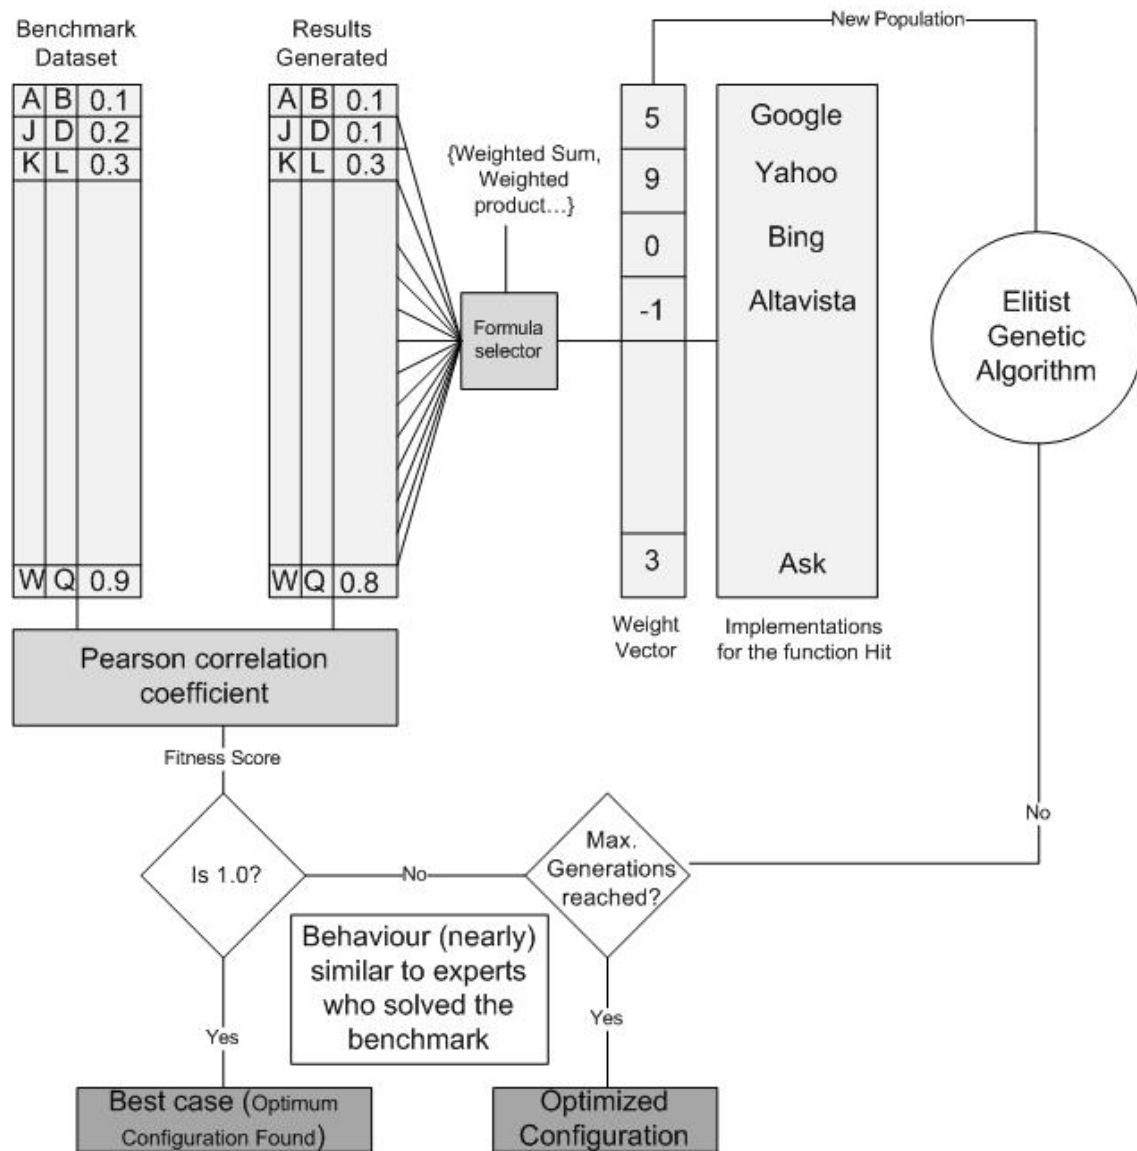 New Population
Benchmark
Dataset
Results
Generated
A B 0.1
J D 0.2
K L 0.3
W Q 0.9
A B 0.1
J D 0.1
K L 0.3
W Q 0.8
{Weighted Sum,
Weighted
product...}
Formula
selector
5
9
0
-1
3
Weight
Vector
Google
Yahoo
Bing
Altavista
Ask
Implementations
for the function Hit
Elitist
Genetic
Algorithm
Pearson correlation
coefficient
Fitness Score
Is 1.0?
No
Max.
Generations
reached?
No
Behaviour (nearly)
similar to experts
who solved the
benchmark
Yes
Yes
Best case (Optimum
Configuration Found)
Optimized
Configuration